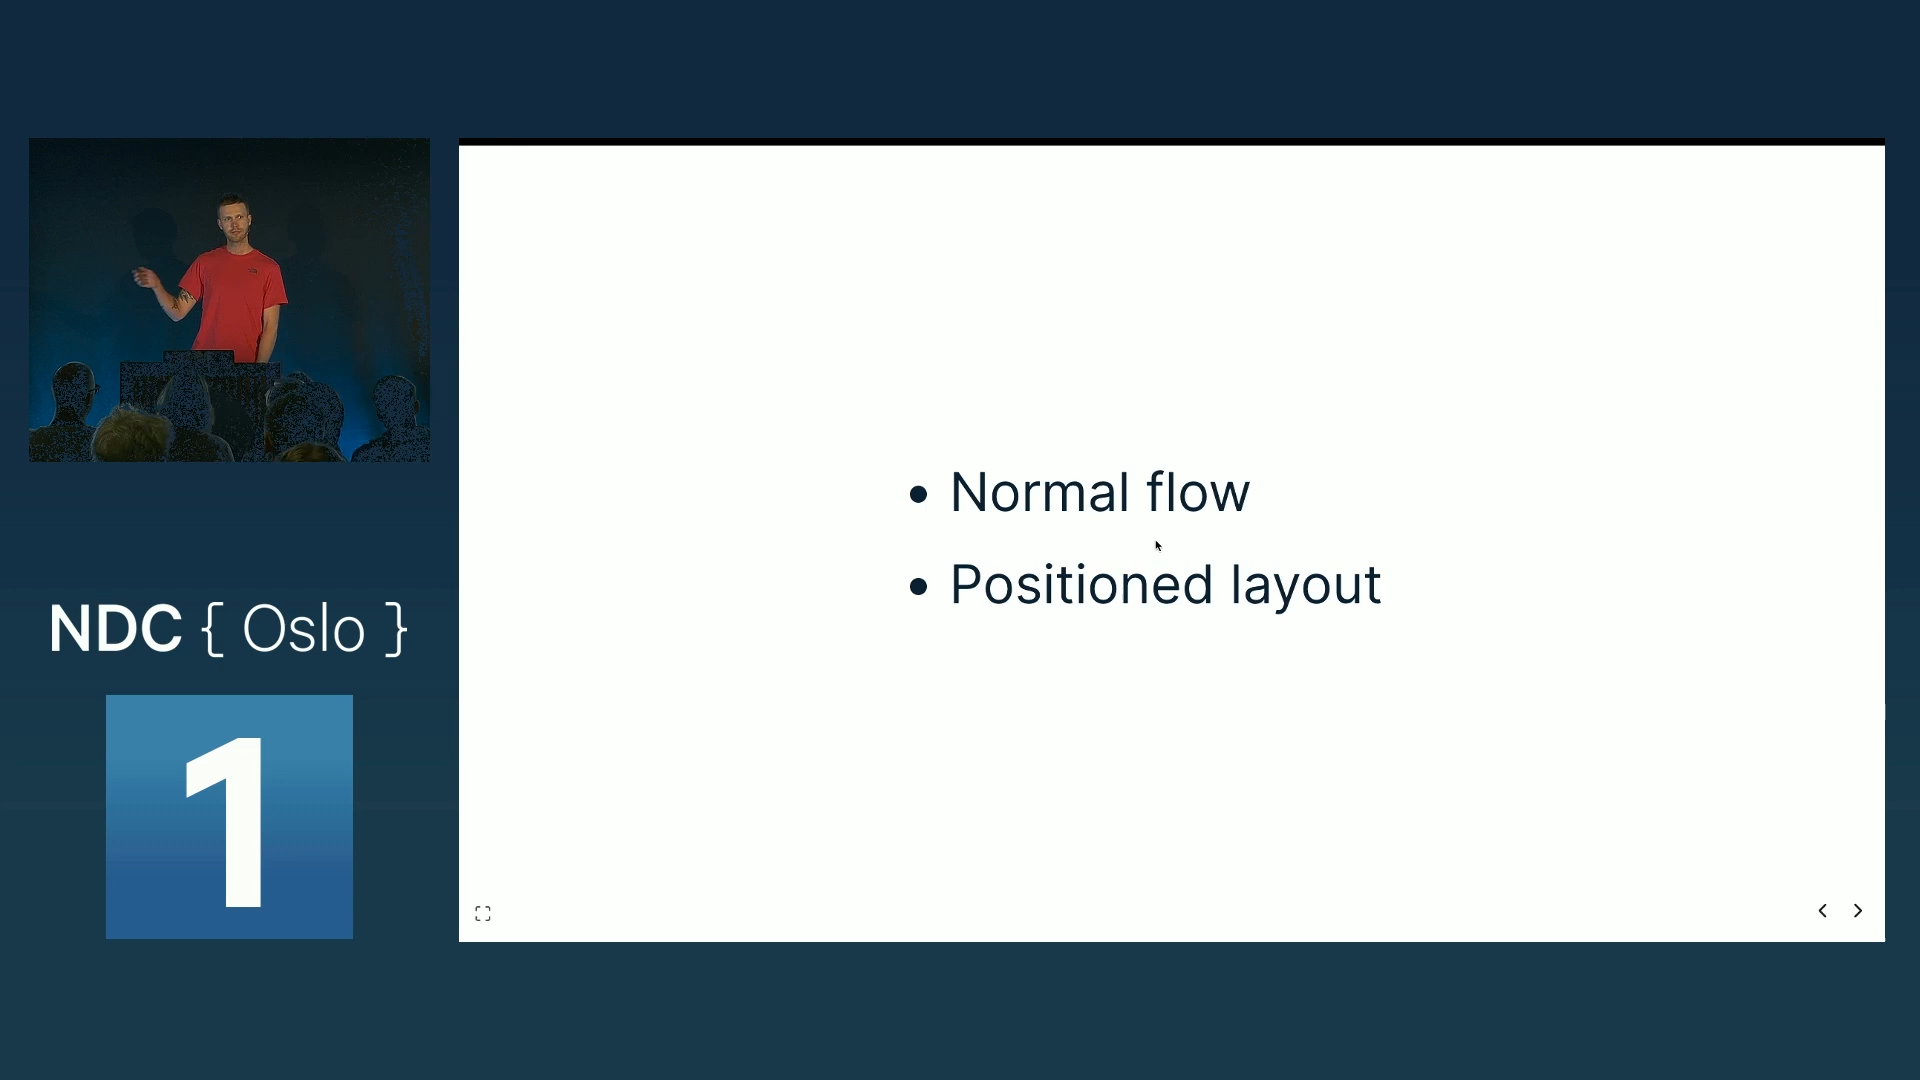 • Normal flow
• Positioned layout
NDC { Oslo }
1